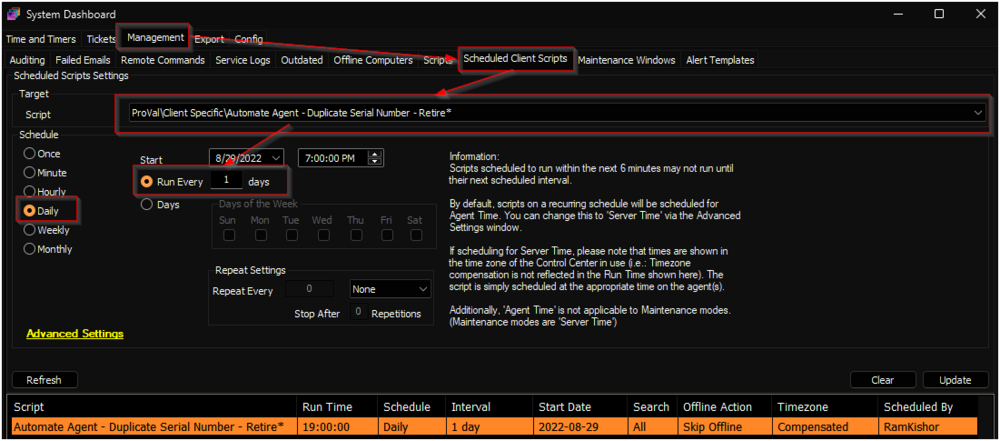 System Dashboard
Time and Timers Tickets Management Export Config
Auditing Failed Emails Remote Commands Service Logs Outdated Offline Computers Scripts Scheduled Client Scripts Maintenance Windows Alert Templates
Scheduled Scripts Settings
Target
Script ProVal\Client Specific\Automate Agent - Duplicate Serial Number - Retire*
Schedule
Once
Minute
Hourly
Daily
Weekly
Monthly
Start 8/29/2022 7:00:00 PM
Run Every 1 days
Days
Days of the Week
Sun Mon Tue Wed Thu Fri Sat
Repeat Settings
Repeat Every 0 None
Stop After 0 Repetitions
Information:
Scripts scheduled to run within the next 6 minutes may not run until
their next scheduled interval.
By default, scripts on a recurring schedule will be scheduled for
Agent Time. You can change this to 'Server Time' via the Advanced
Settings window.
If scheduling for Server Time, please note that times are shown in
the time zone of the Control Center in use (i.e.: Timezone
compensation is not reflected in the Run Time shown here). The
script is simply scheduled at the appropriate time on the agent(s).
Additionally, 'Agent Time' is not applicable to Maintenance modes.
(Maintenance modes are 'Server Time')
Advanced Settings
Refresh Clear Update
Script Run Time Schedule Interval Start Date Search Offline Action Timezone Scheduled By
Automate Agent - Duplicate Serial Number - Retire* 19:00:00 Daily 1 day 2022-08-29 All Skip Offline Compensated RamKishor